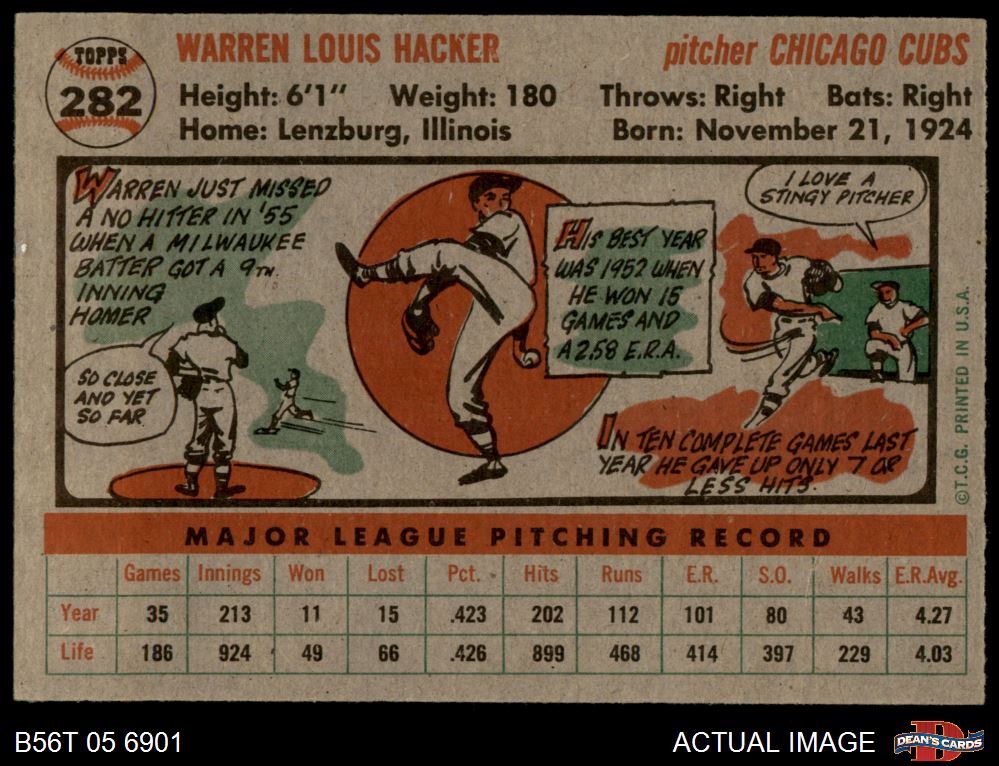 TOPPS
282
WARREN LOUIS HACKER
pitcher CHICAGO CUBS
Height: 6'1" Weight: 180 Throws: Right Bats: Right
Home: Lenzburg, Illinois Born: November 21, 1924
WARREN JUST MISSED
A NO HITTER IN '55
WHEN A MILWAUKEE
BATTER GOT A 9TH.
INNING
HOMER
SO CLOSE
AND YET
SO FAR
HIS BEST YEAR
WAS 1952 WHEN
HE WON 15
GAMES AND
A 2.58 E.R.A.
I LOVE A
STINGY PITCHER
IN TEN COMPLETE GAMES LAST
YEAR HE GAVE UP ONLY 7 OR
LESS HITS.
©T.C.G. PRINTED IN U.S.A.
MAJOR LEAGUE PITCHING RECORD
Games Innings Won Lost Pct. Hits Runs E.R. S.O. Walks E.R.Avg.
Year 35 213 11 15 .423 202 112 101 80 43 4.27
Life 186 924 49 66 .426 899 468 414 397 229 4.03
B56T 05 6901
ACTUAL IMAGE
D
DEAN'S CARDS